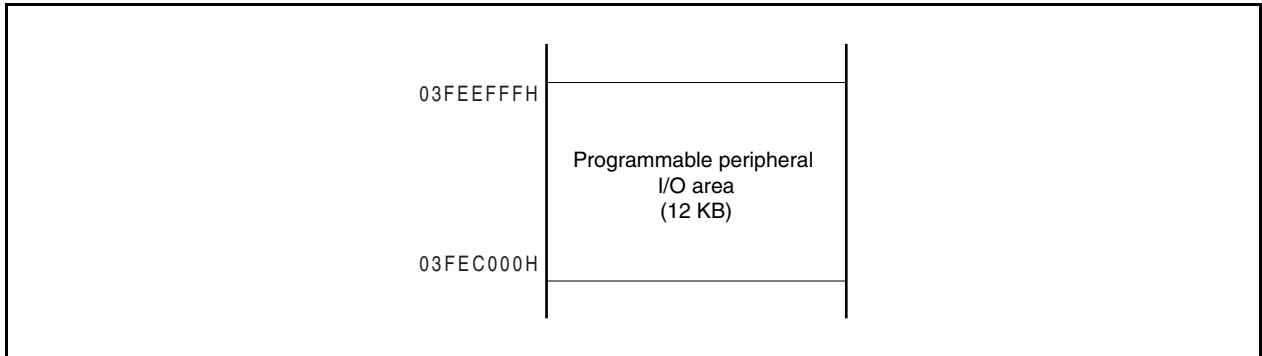 03FEEFFFH
Programmable peripheral
I/O area
(12 KB)
03FEC000H